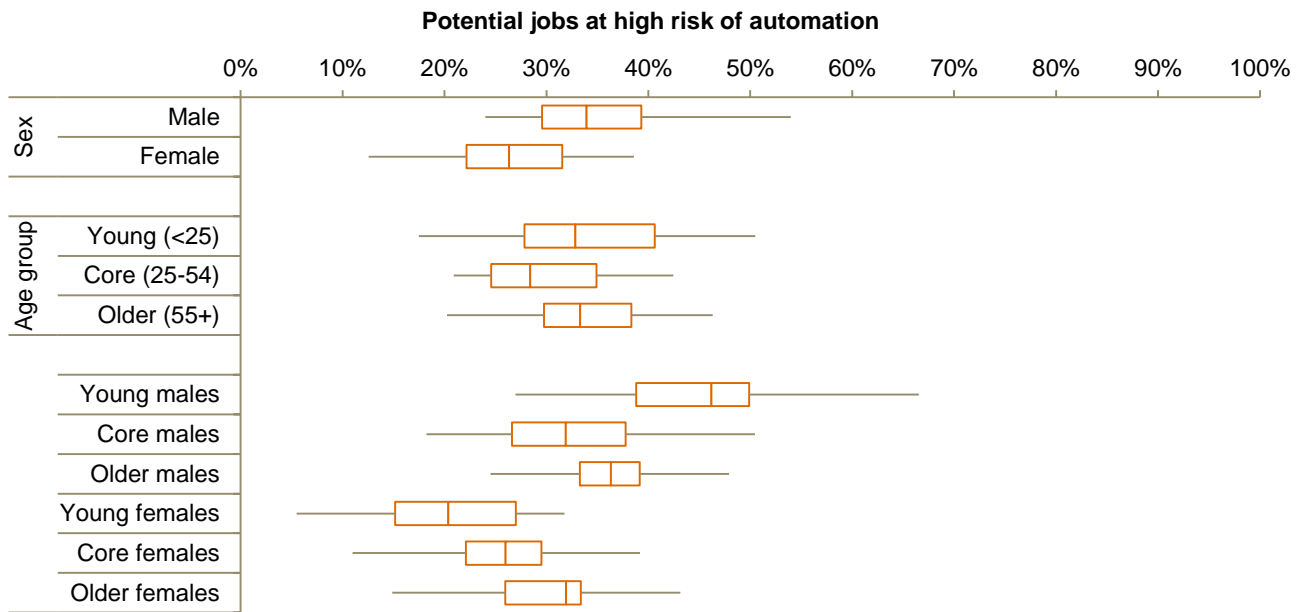 Potential jobs at high risk of automation
0% 10% 20% 30% 40% 50% 60% 70% 80% 90% 100%
Sex
Male
Female
Age group
Young (<25)
Core (25-54)
Older (55+)
Young males
Core males
Older males
Young females
Core females
Older females